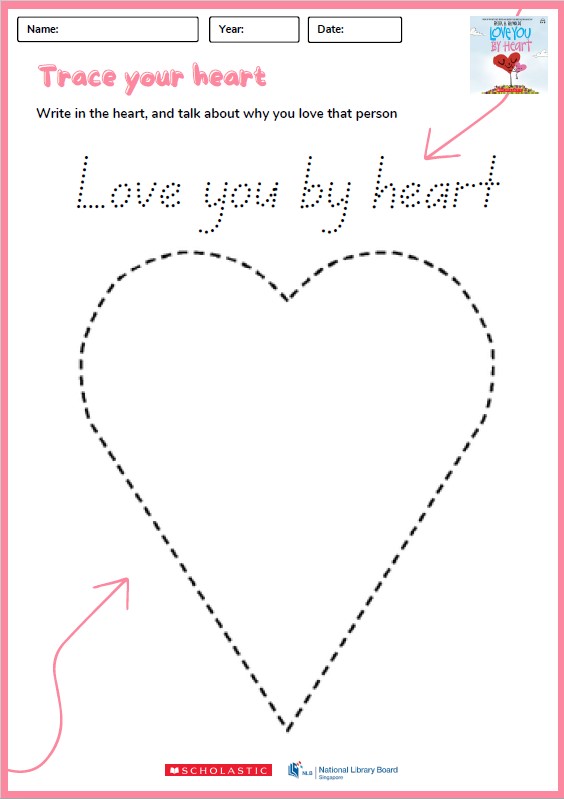 Name:
Year:
Date:
LOVE YOU
BY HEART
Trace your heart
Write in the heart, and talk about why you love that person
Love you by heart
SCHOLASTIC
NLB National Library Board
Singapore